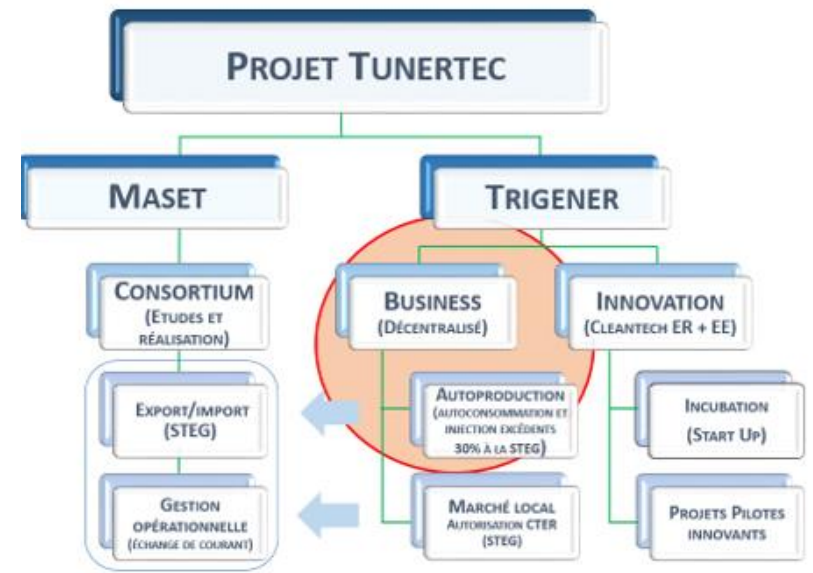 PROJET TUNERTEC
MASET
TRIGENER
CONSORTIUM
(ETUDES ET
RÉALISATION)
BUSINESS
(DÉCENTRALISÉ)
INNOVATION
(CLEANTECH ER + EE)
EXPORT/IMPORT
(STEG)
AUTOPRODUCTION
(AUTOCONSOMMATION ET
INJECTION EXCÉDENTS
30% À LA STEG)
INCUBATION
(START UP)
GESTION
OPÉRATIONNELLE
(ÉCHANGE DE COURANT)
MARCHÉ LOCAL
AUTORISATION CTER
(STEG)
PROJETS PILOTES
INNOVANTS